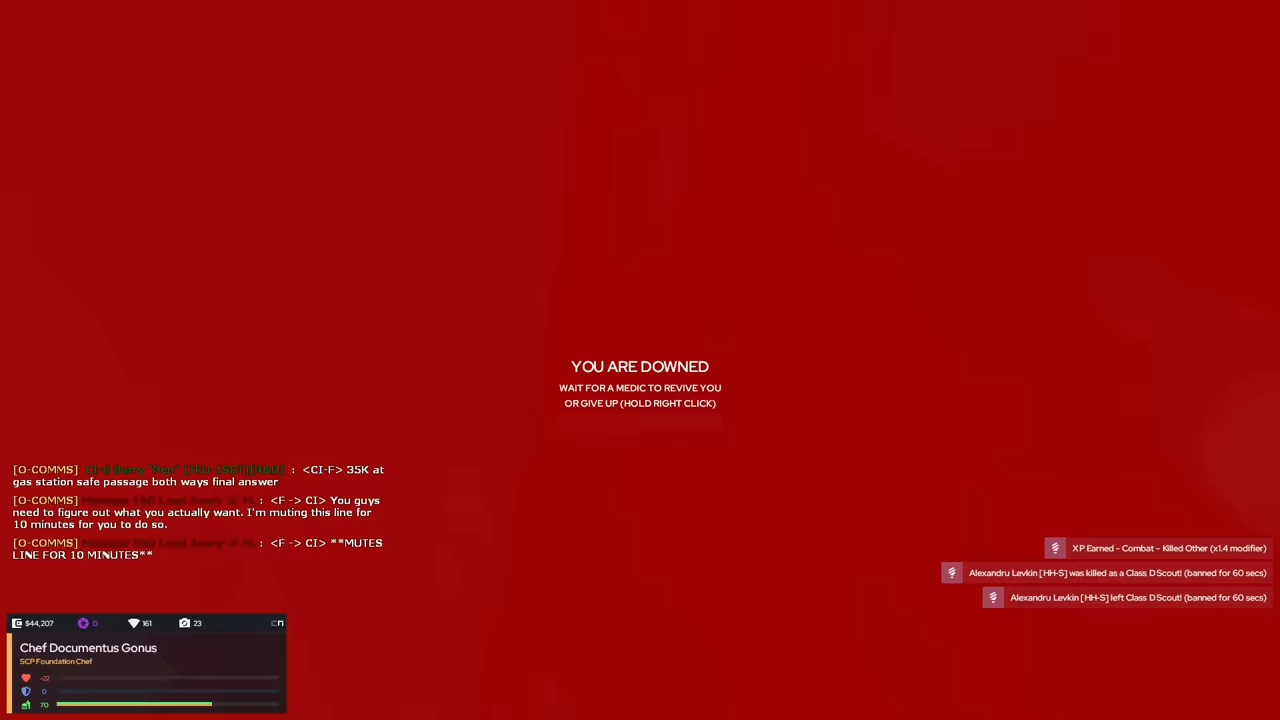 YOU ARE DOWNED
WAIT FOR A MEDIC TO REVIVE YOU
OR GIVE UP (HOLD RIGHT CLICK)
[O-COMMS] : <CI-F> 35K at
gas station safe passage both ways final answer
[O-COMMS] : <F -> CI> You guys
need to figure out what you actually want. I'm muting this line for
10 minutes for you to do so.
[O-COMMS] : <F -> CI> **MUTES
LINE FOR 10 MINUTES**
XP Earned - Combat - Killed Other (x1.4 modifier)
Alexandru Levkin [HH-S] was killed as a Class D Scout! (banned for 60 secs)
Alexandru Levkin [HH-S] left Class D Scout! (banned for 60 secs)
$44,207 0 161 23
Chef Documentus Gonus
SCP Foundation Chef
-22
0
70